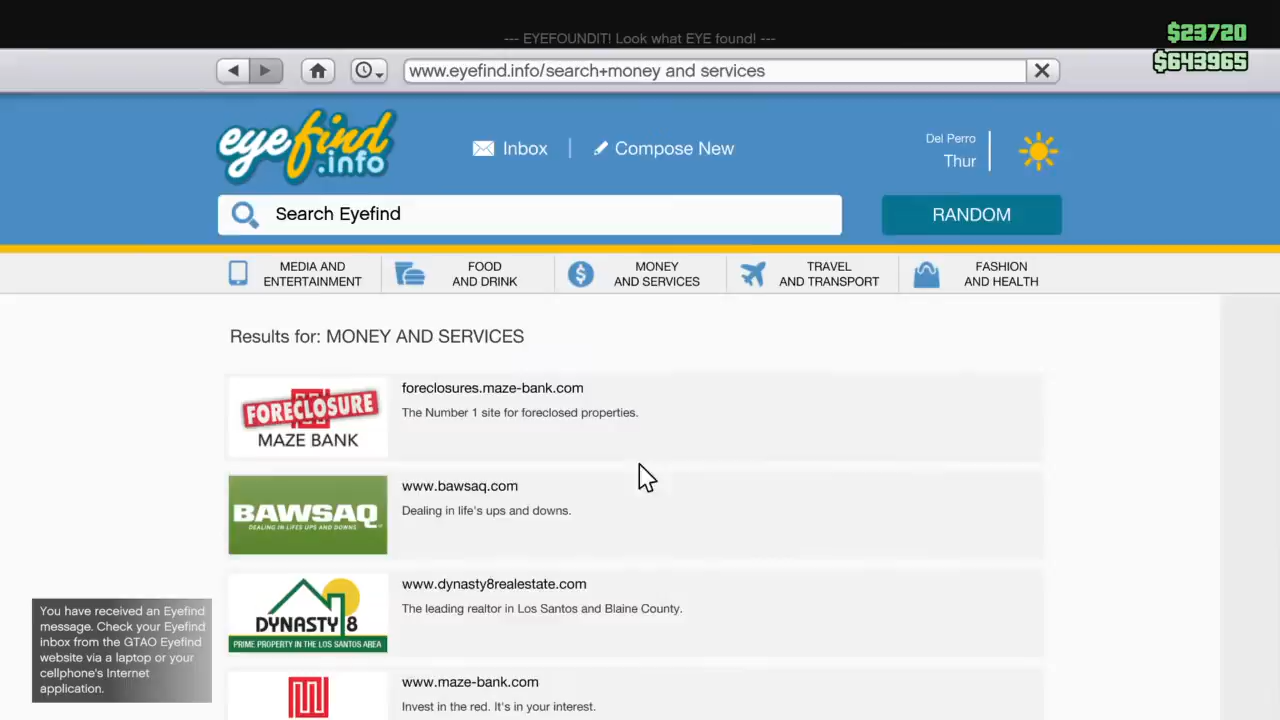 --- EYEFOUNDIT! Look what EYE found! ---
$23720
$643965
www.eyefind.info/search+money and services
eyefind
.info
Inbox
Compose New
Del Perro
Thur
Search Eyefind
RANDOM
MEDIA AND
ENTERTAINMENT
FOOD
AND DRINK
MONEY
AND SERVICES
TRAVEL
AND TRANSPORT
FASHION
AND HEALTH
Results for: MONEY AND SERVICES
FORECLOSURE
MAZE BANK
foreclosures.maze-bank.com
The Number 1 site for foreclosed properties.
BAWSAQ
DEALING IN LIFES UPS AND DOWNS
www.bawsaq.com
Dealing in life's ups and downs.
DYNASTY 8
PRIME PROPERTY IN THE LOS SANTOS AREA
www.dynasty8realestate.com
The leading realtor in Los Santos and Blaine County.
www.maze-bank.com
Invest in the red. It's in your interest.
You have received an Eyefind
message. Check your Eyefind
inbox from the GTAO Eyefind
website via a laptop or your
cellphone's Internet
application.